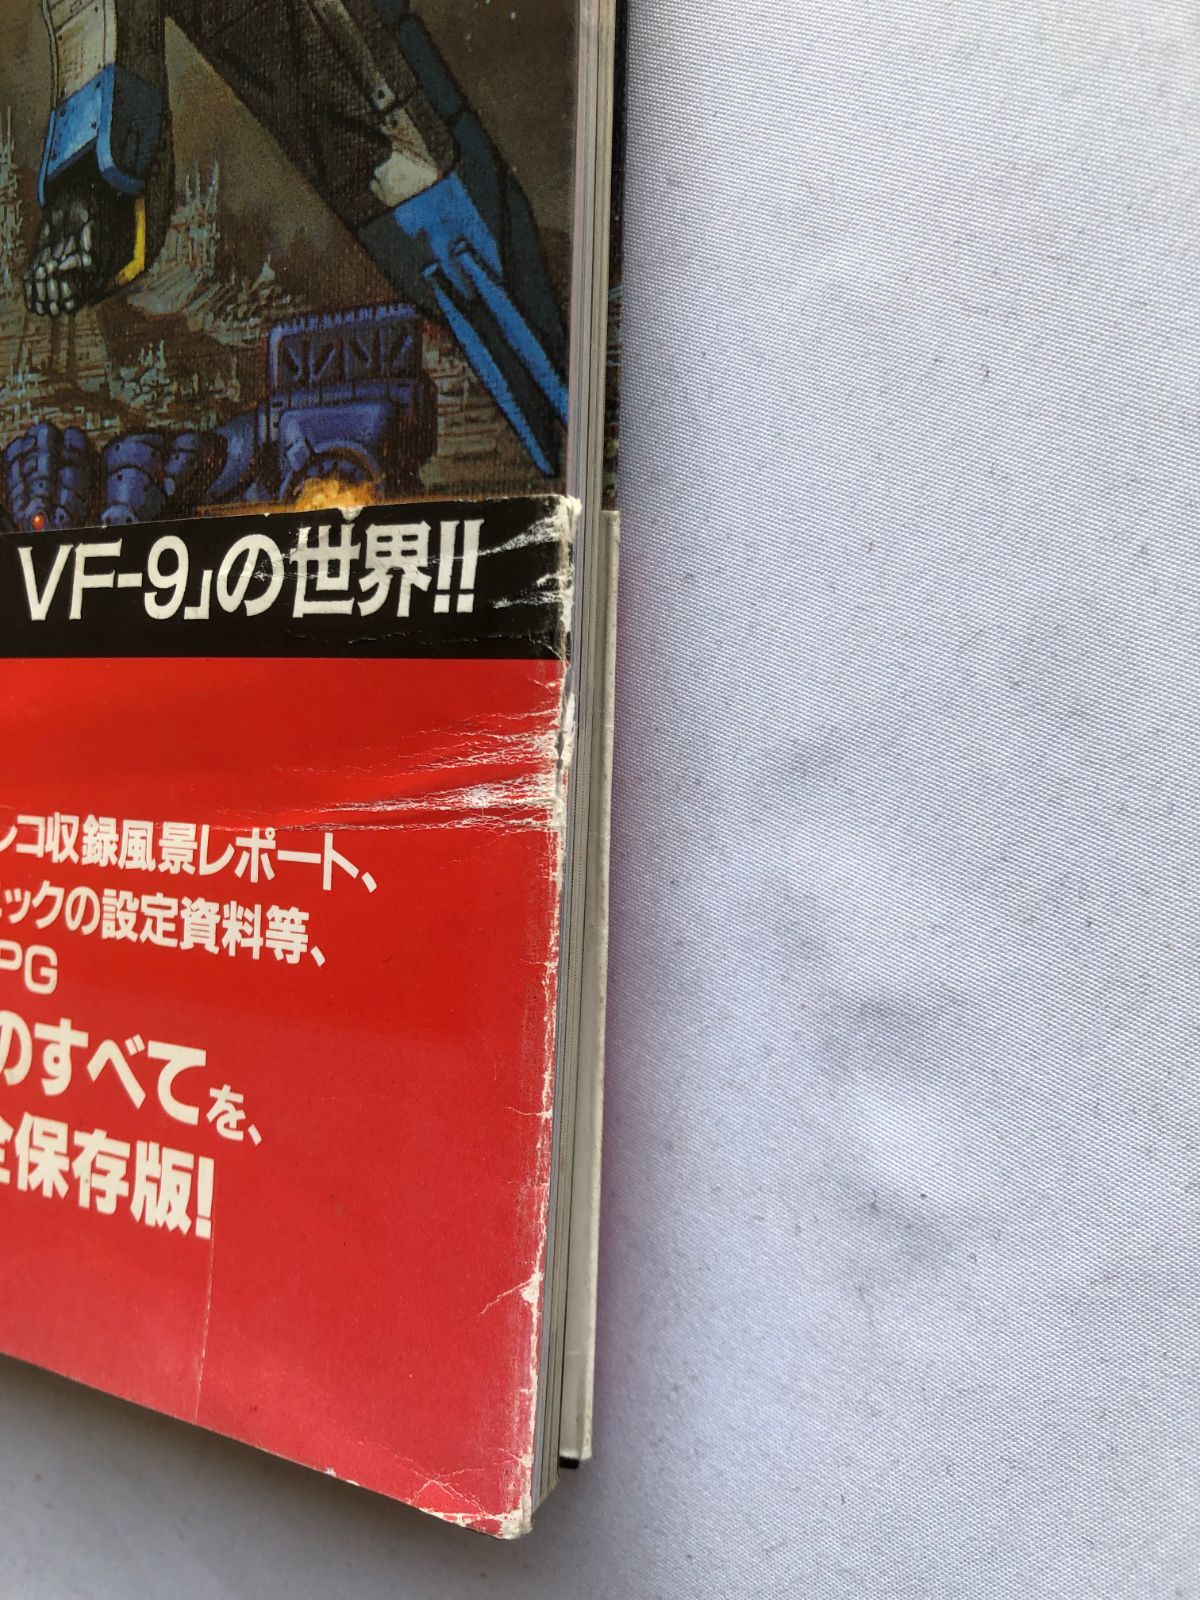 VF-9」の世界!!
レコ収録風景レポート、
ニックの設定資料等、
PG
のすべてを、
全保存版!